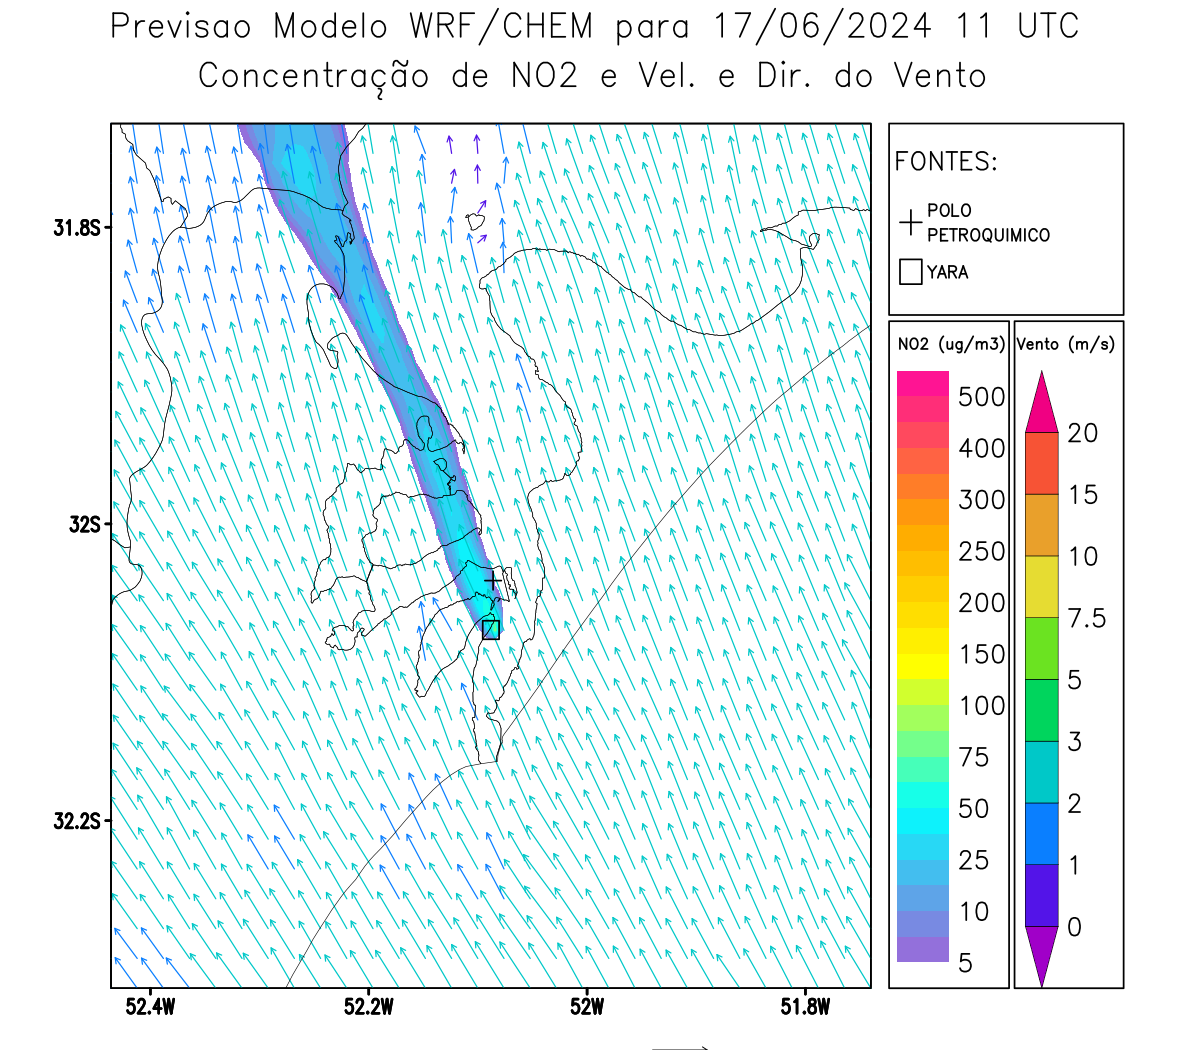 Previsao Modelo WRF/CHEM para 17/06/2024 11 UTC
Concentração de NO2 e Vel. e Dir. do Vento
FONTES:
POLO
PETROQUIMICO
YARA
NO2 (ug/m3)
500
400
300
250
200
150
100
75
50
25
10
5
Vento (m/s)
20
15
10
7.5
5
3
2
1
0
31.8S
32S
32.2S
52.4W
52.2W
52W
51.8W